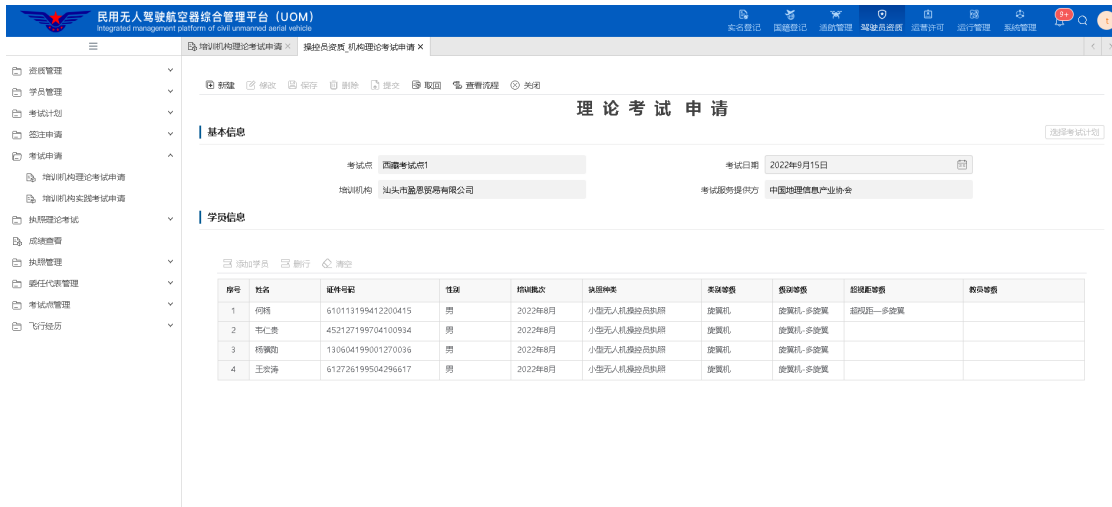 民用无人驾驶航空器综合管理平台（UOM）
Integrated management platform of civil unmanned aerial vehicle
实名登记 国籍登记 适航管理 驾驶员资质 运营许可 运行管理 系统管理 9+
培训机构理论考试申请 × 操控员资质_机构理论考试申请 ×
资质管理
学员管理
考试计划
签注申请
考试申请
培训机构理论考试申请
培训机构实践考试申请
执照理论考试
成绩查看
执照管理
委任代表管理
考试点管理
飞行经历
新建 修改 保存 删除 提交 取回 查看流程 关闭
理论考试申请
基本信息 选择考试计划
考试点 西疆考试点1 考试日期 2022年9月15日
培训机构 汕头市盈恩贸易有限公司 考试服务提供方 中国地理信息产业协会
学员信息
添加学员 删行 清空
序号 姓名 证件号码 性别 培训批次 执照种类 类别等级 级别等级 超视距等级 教员等级
1 何杨 610113199412200415 男 2022年8月 小型无人机操控员执照 旋翼机 旋翼机-多旋翼 超视距—多旋翼
2 韦仁贵 452127199704100934 男 2022年8月 小型无人机操控员执照 旋翼机 旋翼机-多旋翼
3 杨 130604199001270036 男 2022年8月 小型无人机操控员执照 旋翼机 旋翼机-多旋翼
4 王宏涛 612726199504296617 男 2022年8月 小型无人机操控员执照 旋翼机 旋翼机-多旋翼